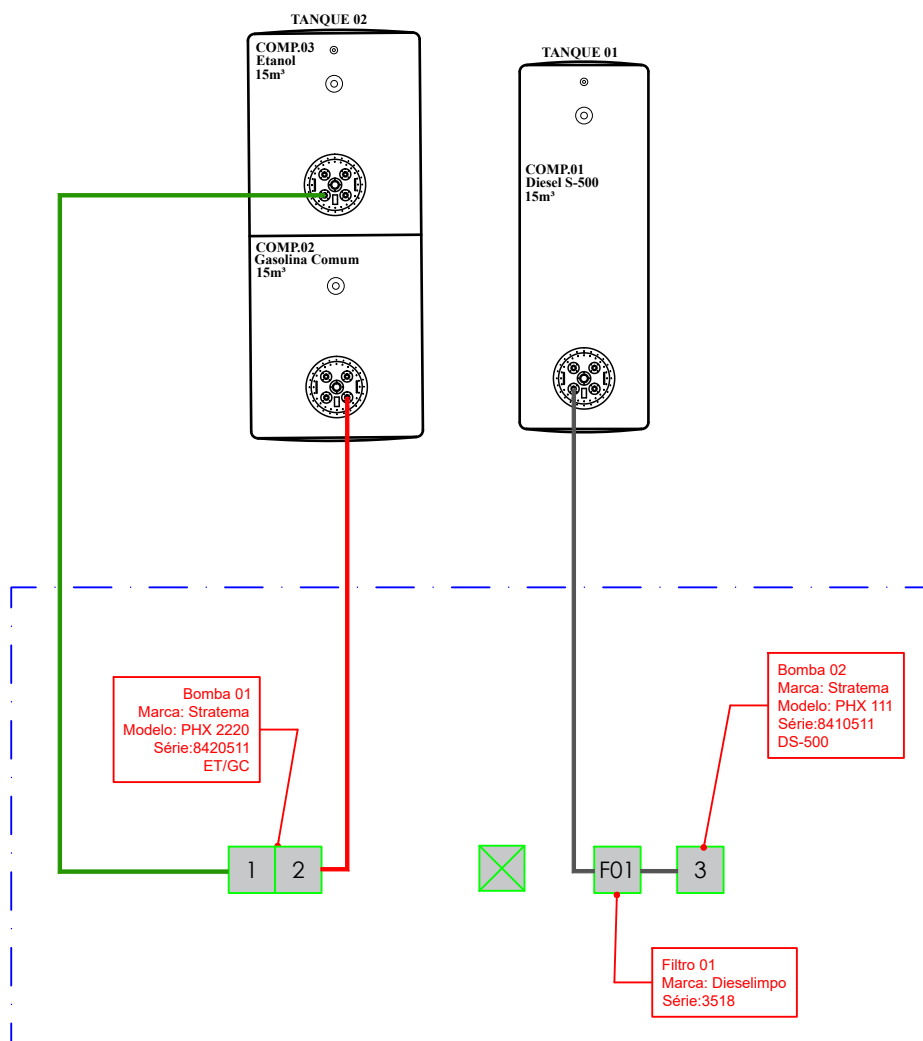 TANQUE 02
COMP.03
Etanol
15m³
COMP.02
Gasolina Comum
15m³
TANQUE 01
COMP.01
Diesel S-500
15m³
Bomba 01
Marca: Stratema
Modelo: PHX 2220
Série:8420511
ET/GC
Bomba 02
Marca: Stratema
Modelo: PHX 111
Série:8410511
DS-500
1
2
F01
3
Filtro 01
Marca: Dieselimpo
Série:3518